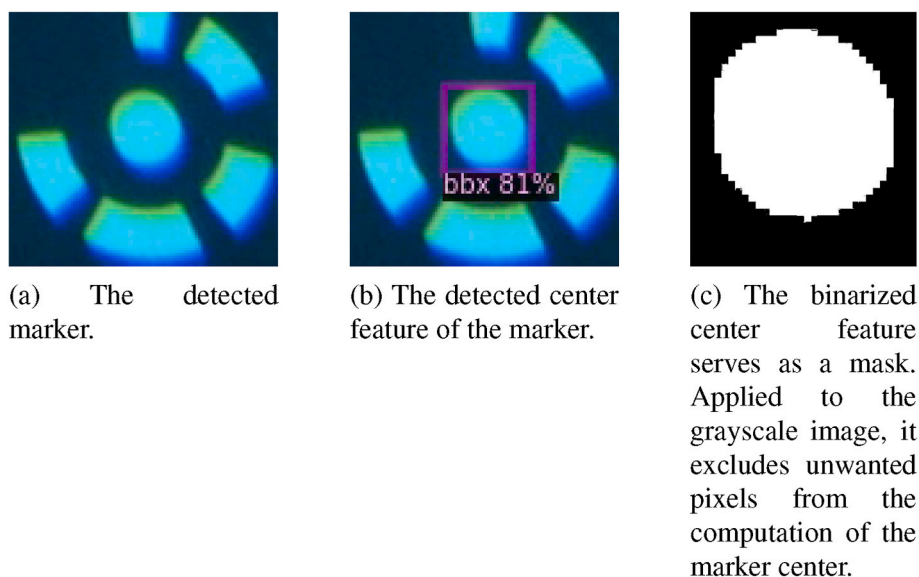 bbx 81%
(a) The detected
marker.
(b) The detected center
feature of the marker.
(c) The binarized
center feature
serves as a mask.
Applied to the
grayscale image, it
excludes unwanted
pixels from the
computation of the
marker center.